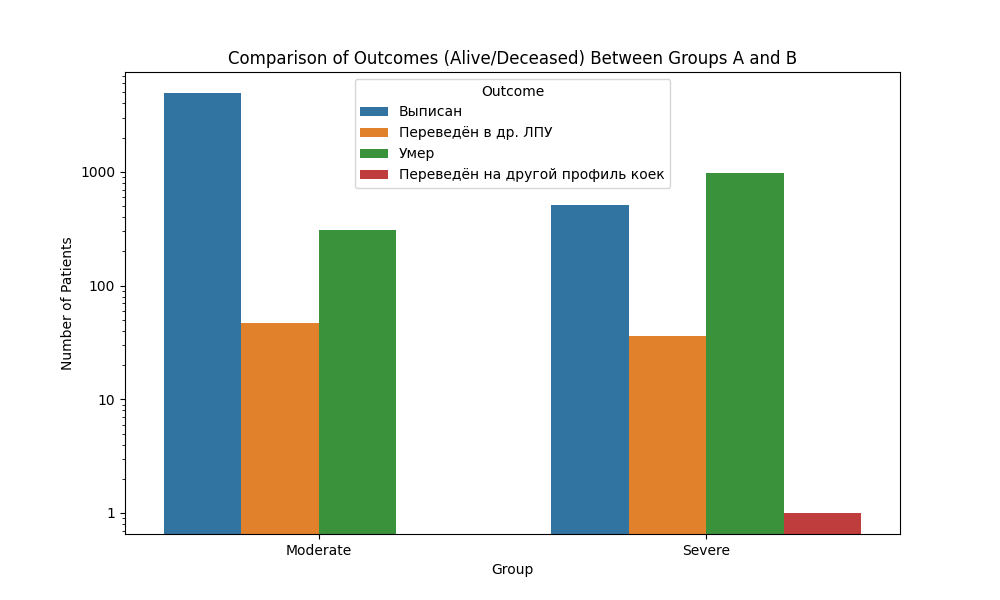 Comparison of Outcomes (Alive/Deceased) Between Groups A and B
Outcome
Выписан
Переведён в др. ЛПУ
Умер
Переведён на другой профиль коек
1000
100
10
1
Number of Patients
Moderate
Severe
Group